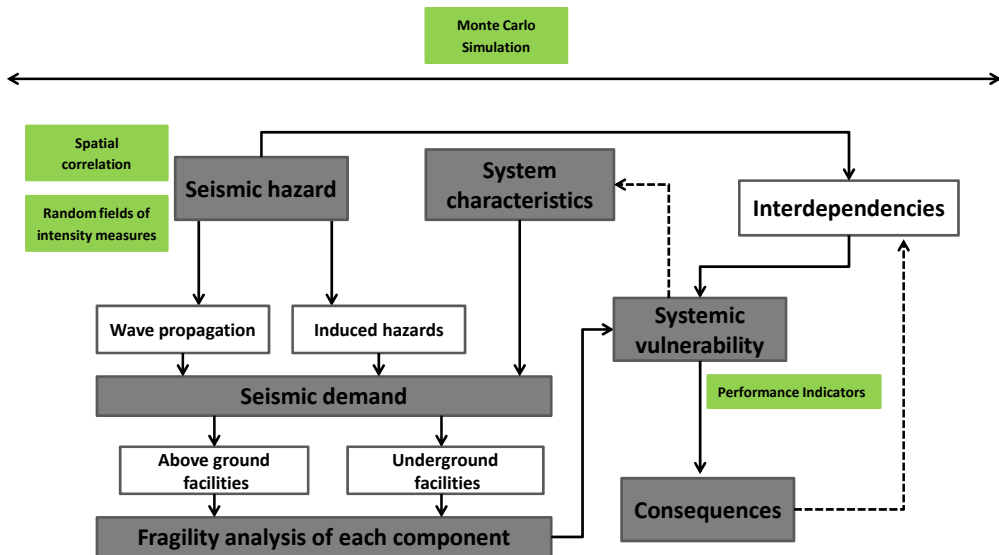 Monte Carlo
Simulation
Spatial
correlation
Seismic hazard
System
characteristics
Interdependencies
Random fields of
intensity measures
Wave propagation
Induced hazards
Systemic
vulnerability
Seismic demand
Performance Indicators
Above ground
facilities
Underground
facilities
Consequences
Fragility analysis of each component